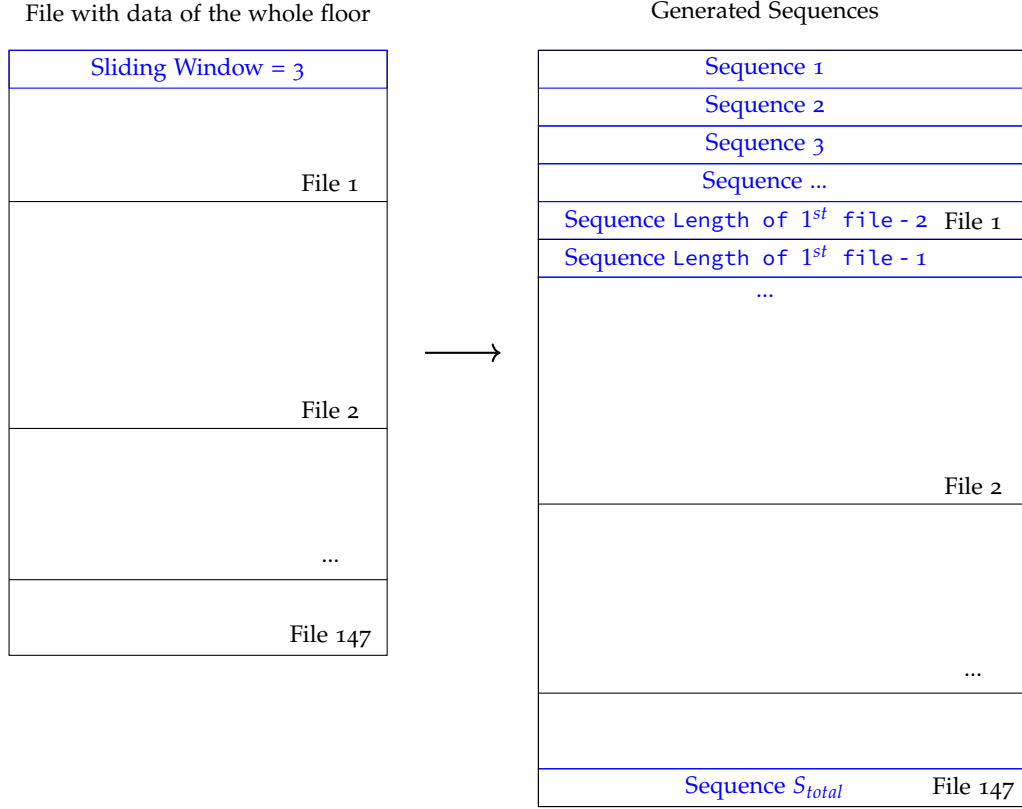 File with data of the whole floor
Sliding Window = 3
File 1
File 2
...
File 147
Generated Sequences
Sequence 1
Sequence 2
Sequence 3
Sequence ...
Sequence Length of 1st file - 2 File 1
Sequence Length of 1st file - 1
...
File 2
...
Sequence Stotal File 147